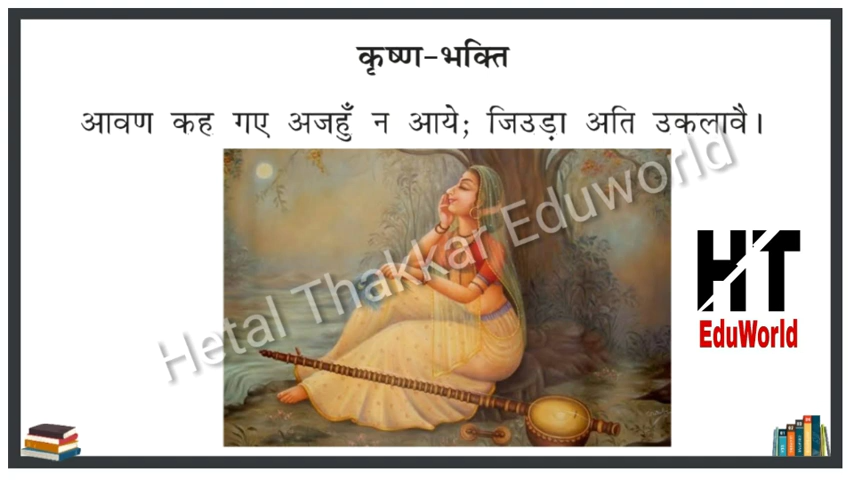 कृष्ण-भक्ति
आवण कह गए अजहुँ न आये; जिउड़ा अति उकलावै।
Hetal Thakkar Eduworld
HT
EduWorld